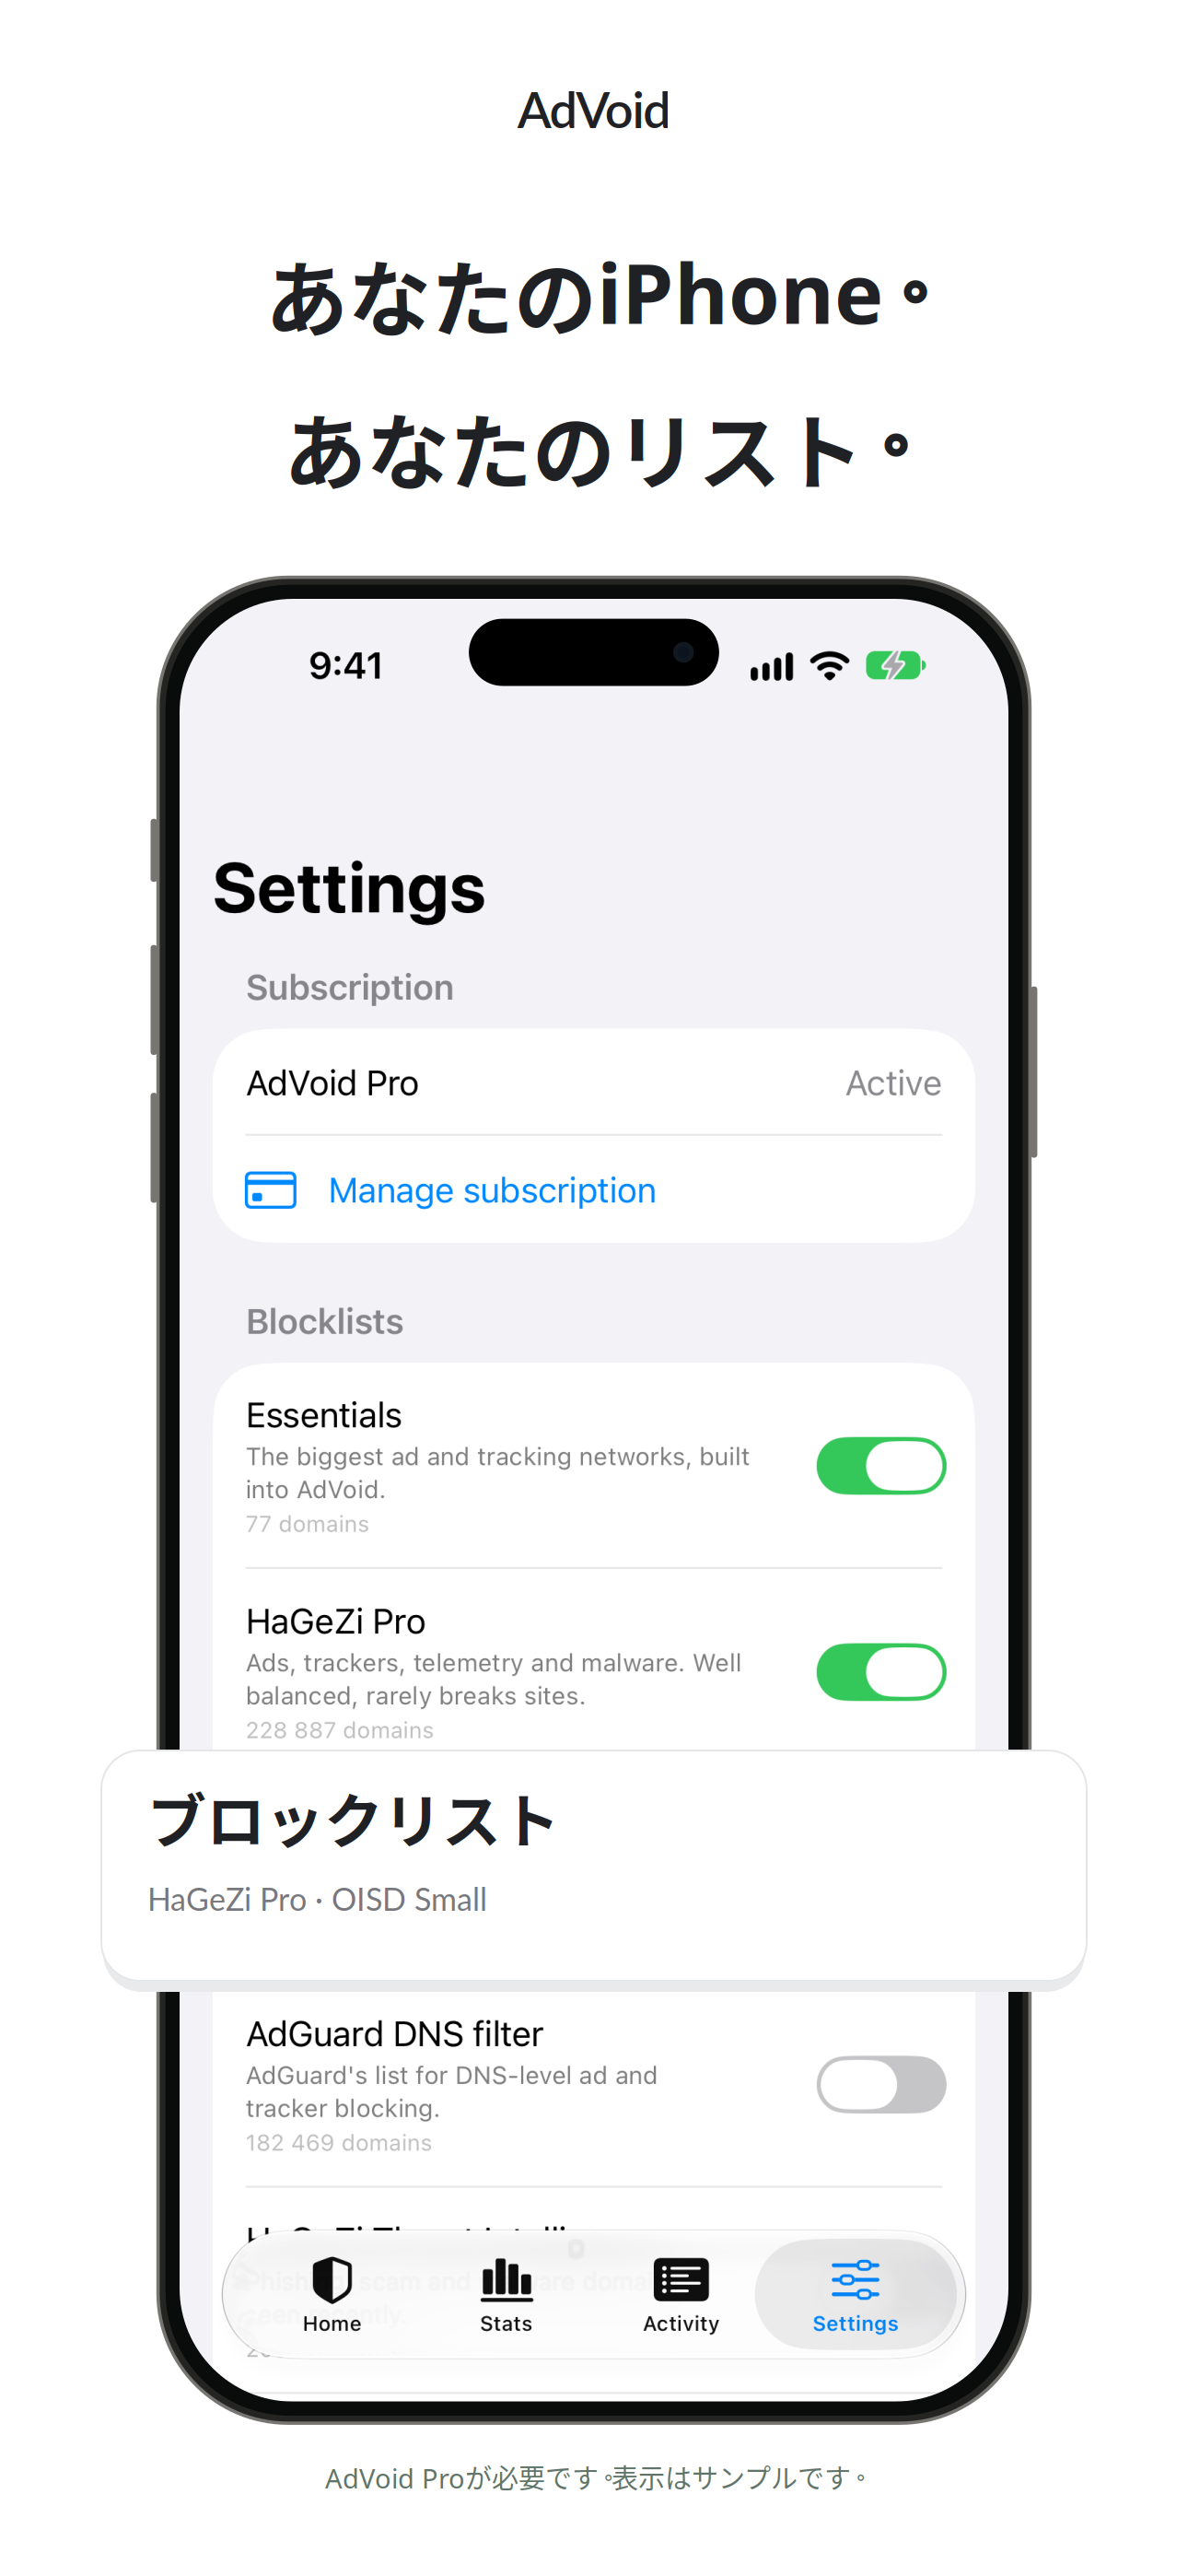 AdVoid
あなたのiPhone。
あなたのリスト。
9:41
Settings
Subscription
AdVoid Pro
Active
Manage subscription
Blocklists
Essentials
The biggest ad and tracking networks, built
into AdVoid.
77 domains
HaGeZi Pro
Ads, trackers, telemetry and malware. Well
balanced, rarely breaks sites.
228 887 domains
ブロックリスト
HaGeZi Pro · OISD Small
AdGuard DNS filter
AdGuard's list for DNS-level ad and
tracker blocking.
182 469 domains
Home
Stats
Activity
Settings
AdVoid Proが必要です。表示はサンプルです。